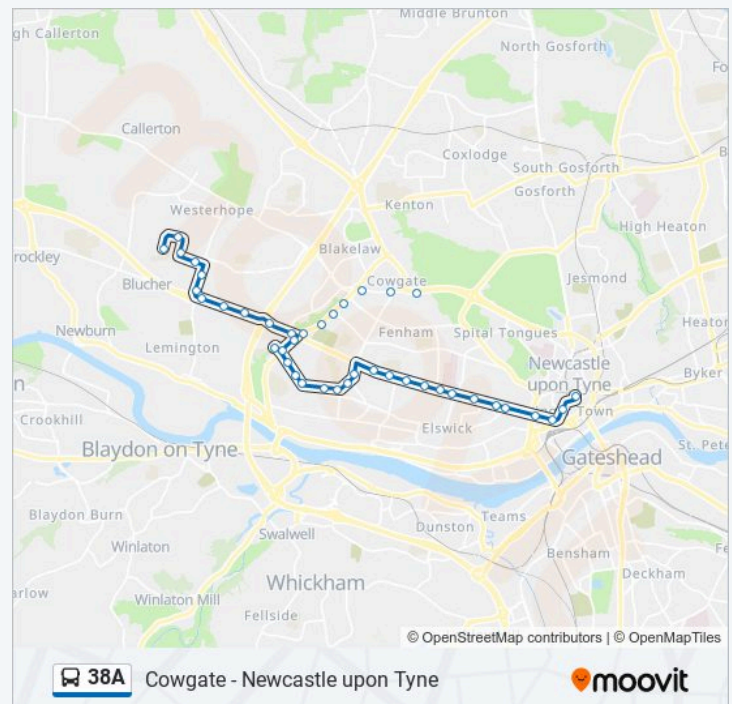 Middle Brunton
gh Callerton
North Gosforth
Fo
Callerton
Coxlodge
B
South Gosforth
Gosforth
Westerhope
Kenton
High Heaton
Blakelaw
rockley
Cowgate
Jesmond
Blucher
Heaton
Newburn
Fenham
Spital Tongues
Lemington
Newcastle
upon Tyne
Byker
n
Town
Crookhill
Elswick
St. Pete
Blaydon on Tyne
Gateshead
Blaydon Burn
Teams
Dunston
Swalwell
Winlaton
Bensham
Fe
Whickham
Deckham
arlow
Winlaton Mill
Fellside
© OpenStreetMap contributors | © OpenMapTiles
38A Cowgate - Newcastle upon Tyne moovit